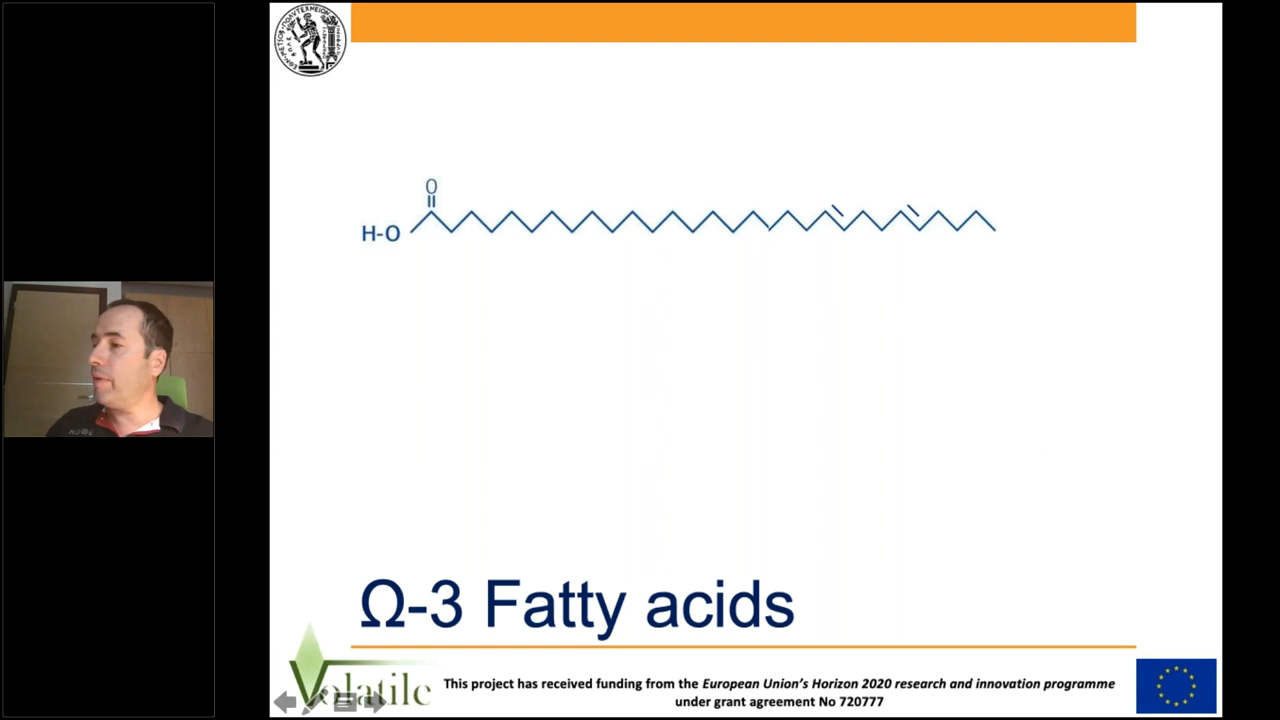 O
H-O
Ω-3 Fatty acids
Volatile
This project has received funding from the European Union's Horizon 2020 research and innovation programme
under grant agreement No 720777